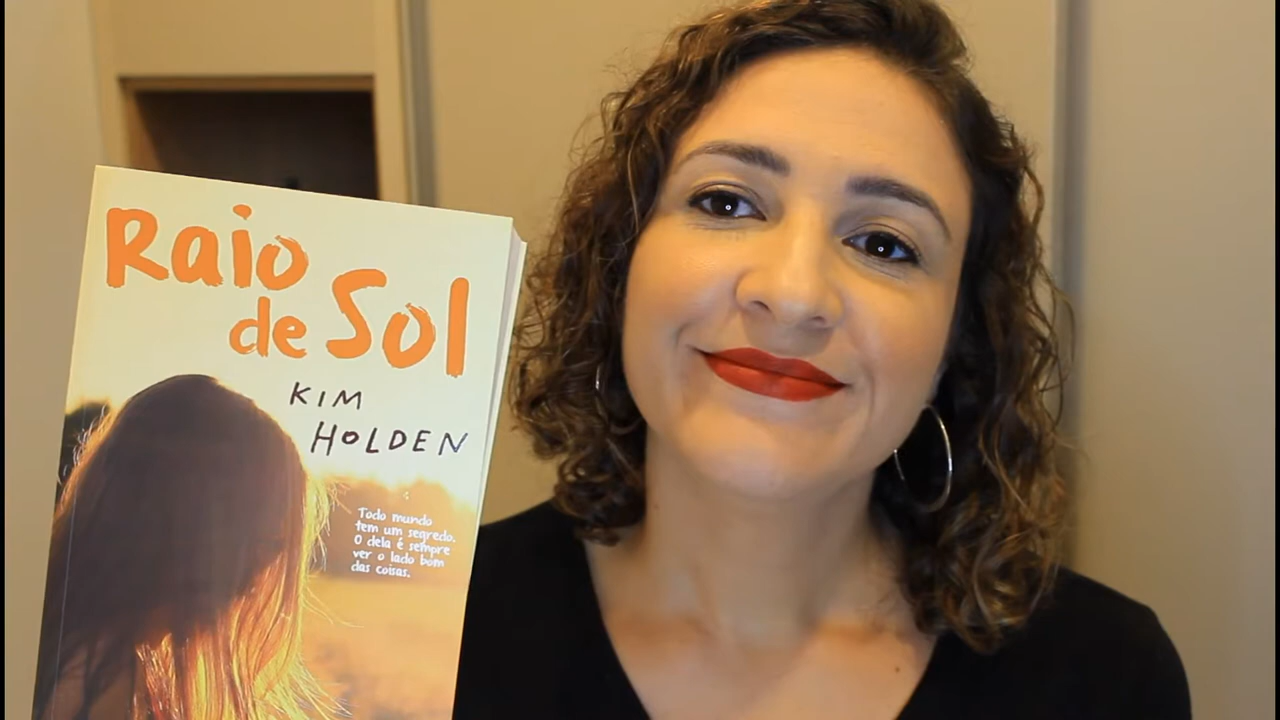 Raio
de Sol
KIM
HOLDEN
Todo mundo
tem um segredo.
O dela é sempre
ver o lado bom
das coisas.